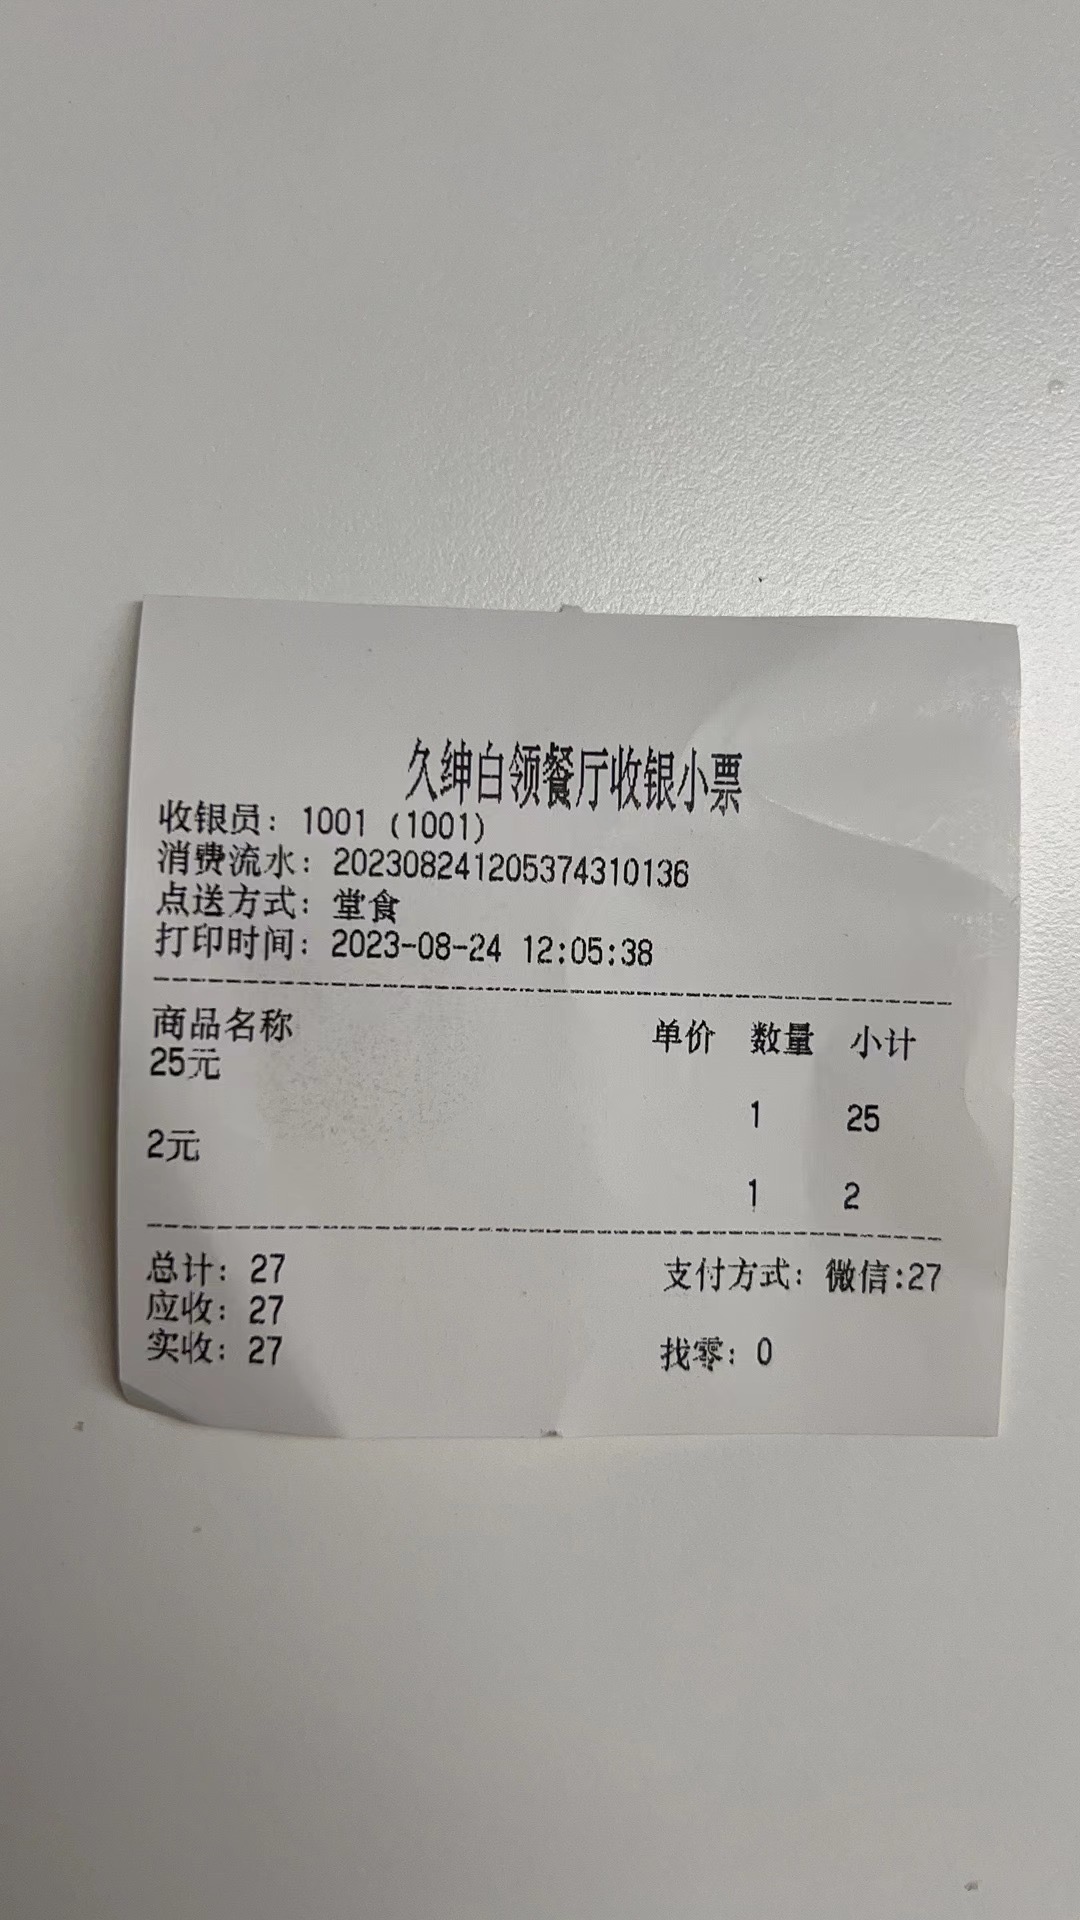 久绅白领餐厅收银小票
收银员: 1001 (1001)
消费流水: 202308241205374310136
点送方式: 堂食
打印时间: 2023-08-24 12:05:38
商品名称 单价 数量 小计
25元
1 25
2元
1 2
总计: 27 支付方式: 微信:27
应收: 27
实收: 27 找零: 0